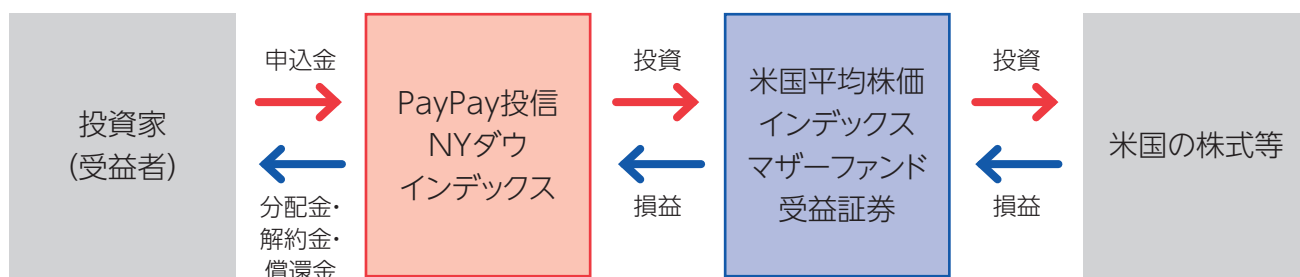 投資家
(受益者)
申込金
分配金・
解約金・
償還金
PayPay投信
NYダウ
インデックス
投資
損益
米国平均株価
インデックス
マザーファンド
受益証券
投資
損益
米国の株式等